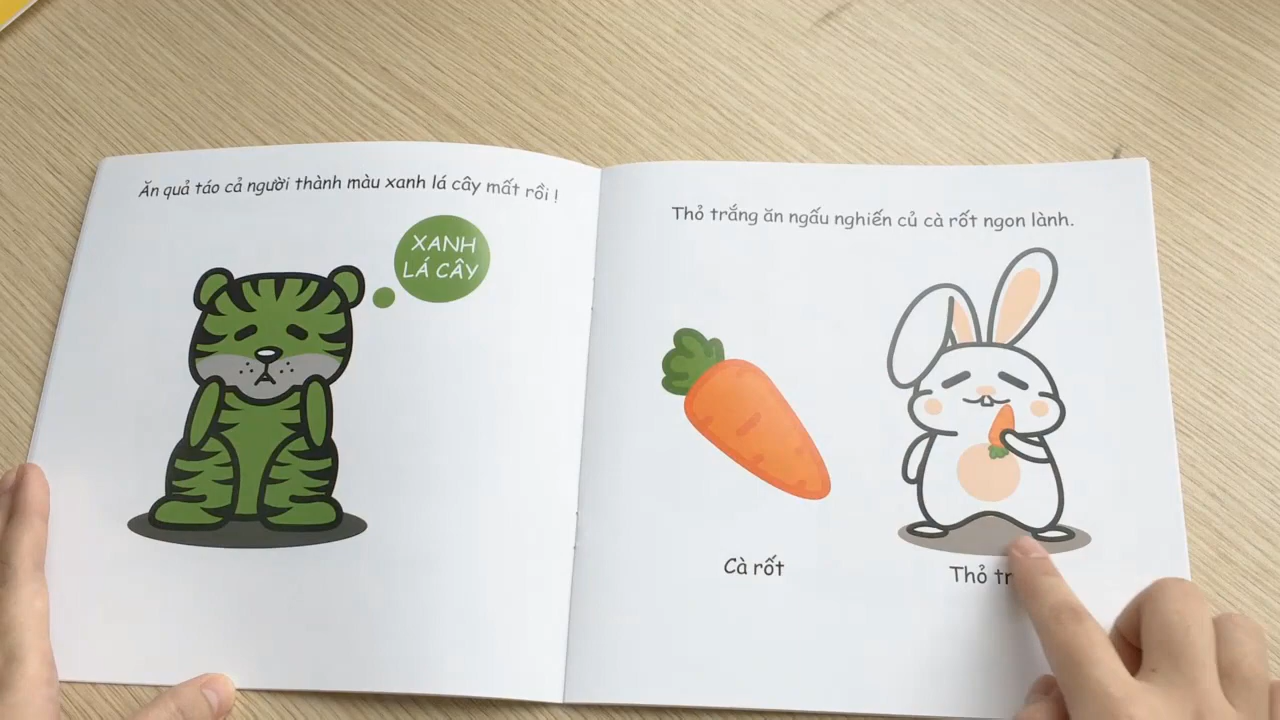 Ăn quả táo cả người thành màu xanh lá cây mất rồi !
XANH
LÁ CÂY
Thỏ trắng ăn ngấu nghiến củ cà rốt ngon lành.
Cà rốt
Thỏ